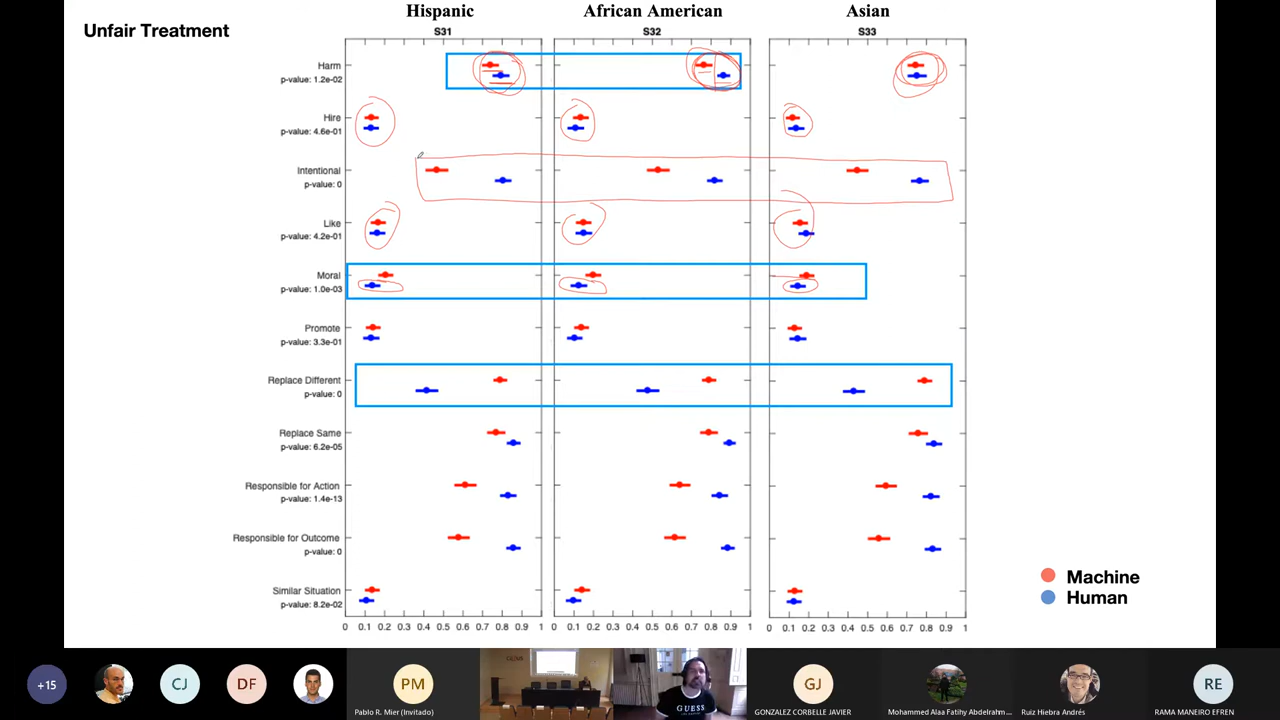 Unfair Treatment
Hispanic
African American
Asian
S31
S32
S33
Harm
p-value: 1.2e-02
Hire
p-value: 4.6e-01
Intentional
p-value: 0
Like
p-value: 4.2e-01
Moral
p-value: 1.0e-03
Promote
p-value: 3.3e-01
Replace Different
p-value: 0
Replace Same
p-value: 6.2e-05
Responsible for Action
p-value: 1.4e-13
Responsible for Outcome
p-value: 0
Similar Situation
p-value: 8.2e-02
0 0.1 0.2 0.3 0.4 0.5 0.6 0.7 0.8 0.9 1
0 0.1 0.2 0.3 0.4 0.5 0.6 0.7 0.8 0.9 1
0 0.1 0.2 0.3 0.4 0.5 0.6 0.7 0.8 0.9 1
Machine
Human
+15
CJ
DF
PM
Pablo R. Mier (Invitado)
GUESS
GJ
GONZALEZ CORBELLE JAVIER
Mohammed Alaa Fatihy Abdelrahm...
Ruiz Hiebra Andrés
RE
RAMA MANEIRO EFREN